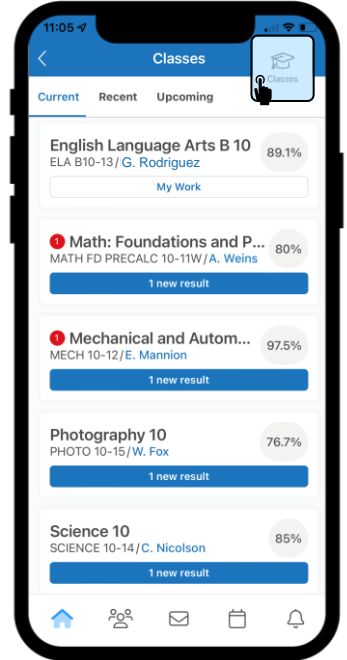 11:05
Classes
Classes
Current Recent Upcoming
English Language Arts B 10
ELA B10-13/G. Rodriguez
89.1%
My Work
1 Math: Foundations and P...
MATH FD PRECALC 10-11W/A. Weins
80%
1 new result
1 Mechanical and Autom...
MECH 10-12/E. Mannion
97.5%
1 new result
Photography 10
PHOTO 10-15/W. Fox
76.7%
1 new result
Science 10
SCIENCE 10-14/C. Nicolson
85%
1 new result